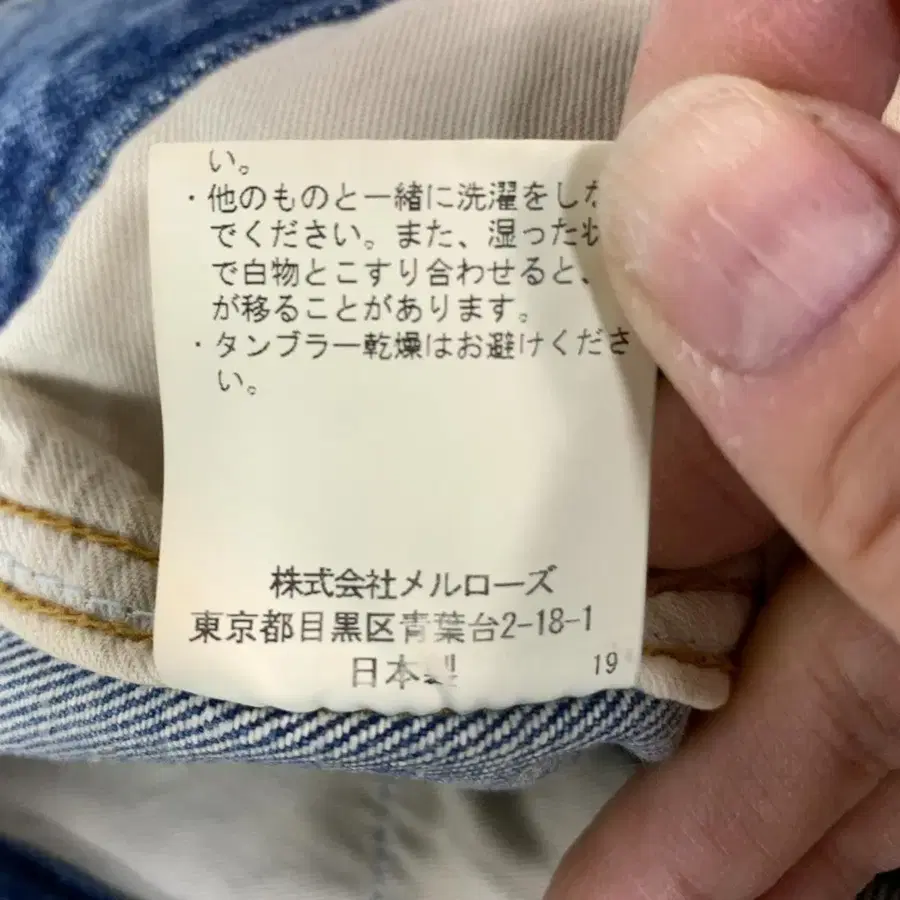 い。
・他のものと一緒に洗濯をしな
でください。また、湿った状
で白物とこすり合わせると、
が移ることがあります。
・タンブラー乾燥はお避けくださ
い。
株式会社メルローズ
東京都目黒区青葉台2-18-1
日本製
19